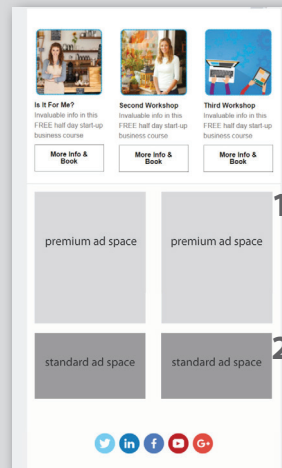 Is It For Me?
Invaluable info in this
FREE half day start-up
business course
More Info &
Book
Second Workshop
Invaluable info in this
FREE half day start-up
business course
More Info &
Book
Third Workshop
Invaluable info in this
FREE half day start-up
business course
More Info &
Book
premium ad space
premium ad space
1
standard ad space
standard ad space
2
in
f
G+